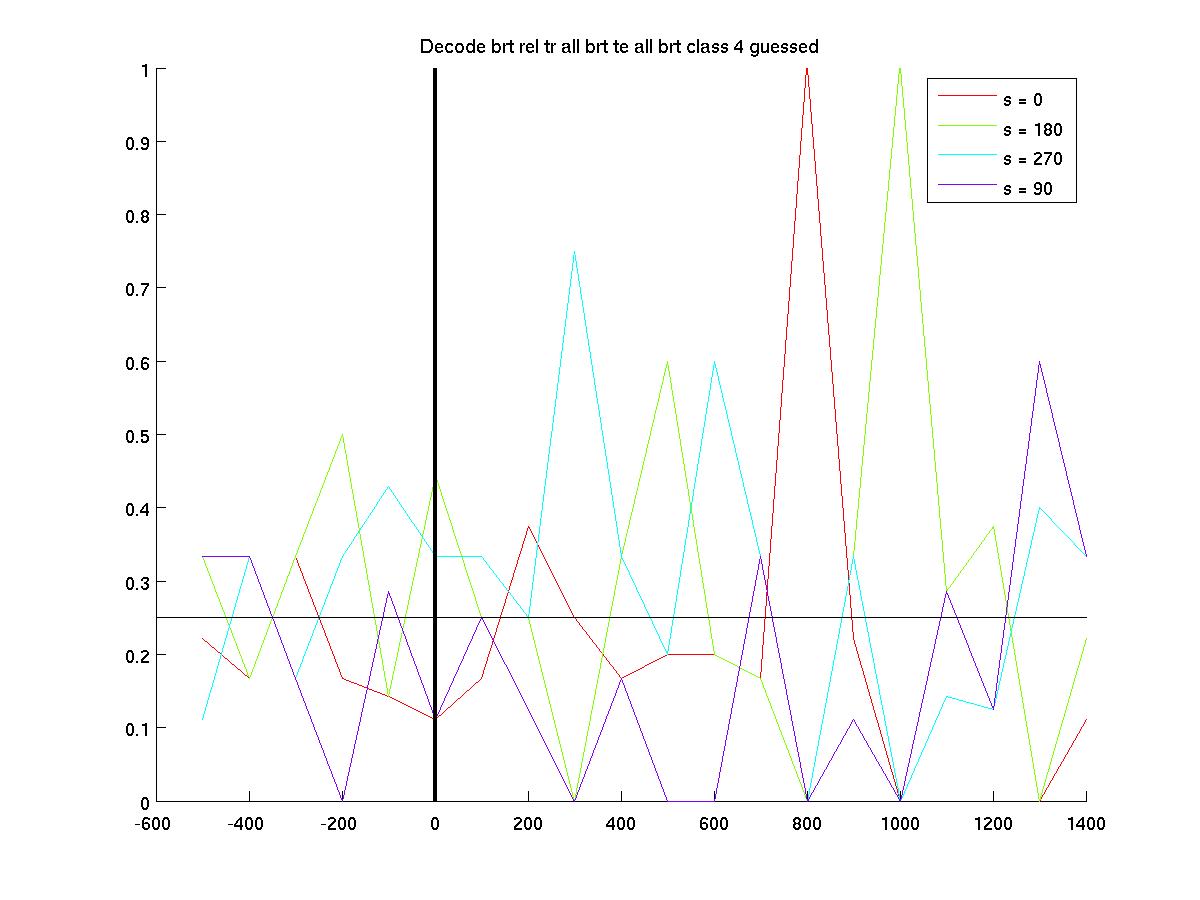 Decode brt rel tr all brt te all brt class 4 guessed
1
0.9
0.8
0.7
0.6
0.5
0.4
0.3
0.2
0.1
0
s = 0
s = 180
s = 270
s = 90
-600 -400 -200 0 200 400 600 800 1000 1200 1400